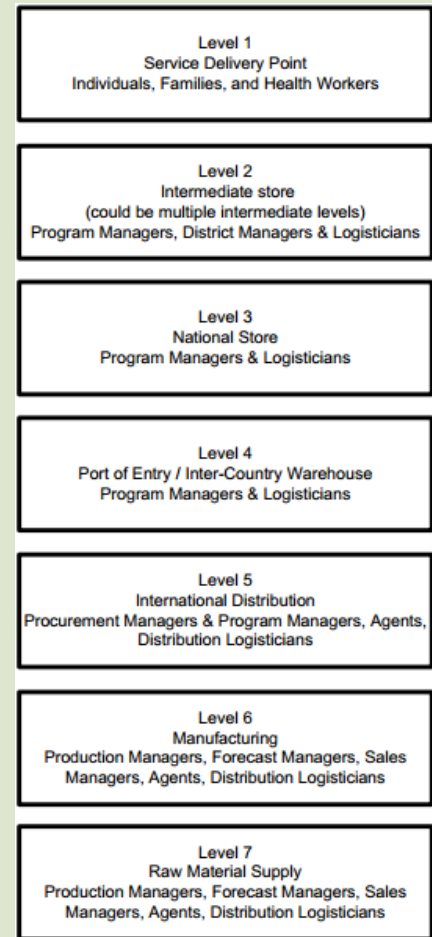 Level 1
Service Delivery Point
Individuals, Families, and Health Workers
Level 2
Intermediate store
(could be multiple intermediate levels)
Program Managers, District Managers & Logisticians
Level 3
National Store
Program Managers & Logisticians
Level 4
Port of Entry / Inter-Country Warehouse
Program Managers & Logisticians
Level 5
International Distribution
Procurement Managers & Program Managers, Agents,
Distribution Logisticians
Level 6
Manufacturing
Production Managers, Forecast Managers, Sales
Managers, Agents, Distribution Logisticians
Level 7
Raw Material Supply
Production Managers, Forecast Managers, Sales
Managers, Agents, Distribution Logisticians